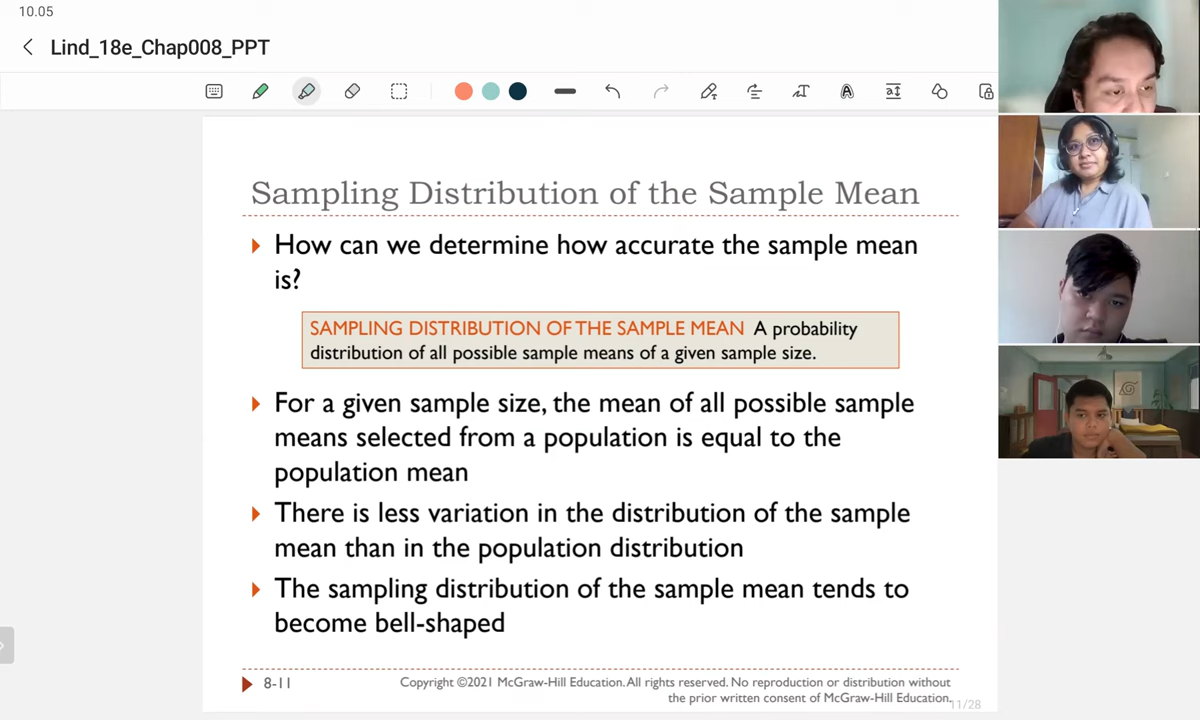 10.05
Lind_18e_Chap008_PPT
Sampling Distribution of the Sample Mean
How can we determine how accurate the sample mean
is?
SAMPLING DISTRIBUTION OF THE SAMPLE MEAN A probability
distribution of all possible sample means of a given sample size.
For a given sample size, the mean of all possible sample
means selected from a population is equal to the
population mean
There is less variation in the distribution of the sample
mean than in the population distribution
The sampling distribution of the sample mean tends to
become bell-shaped
8-11
Copyright ©2021 McGraw-Hill Education. All rights reserved. No reproduction or distribution without
the prior written consent of McGraw-Hill Education.
11/28